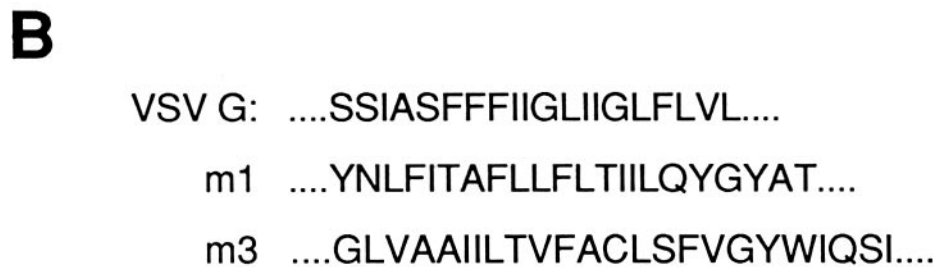 B
VSV G: ....SSIASFFFIIGLIIGLFLVL....
m1 ....YNLFITAFLLFLTIILQYGYAT....
m3 ....GLVAAIILTVFACLSFVGYWIQSI....